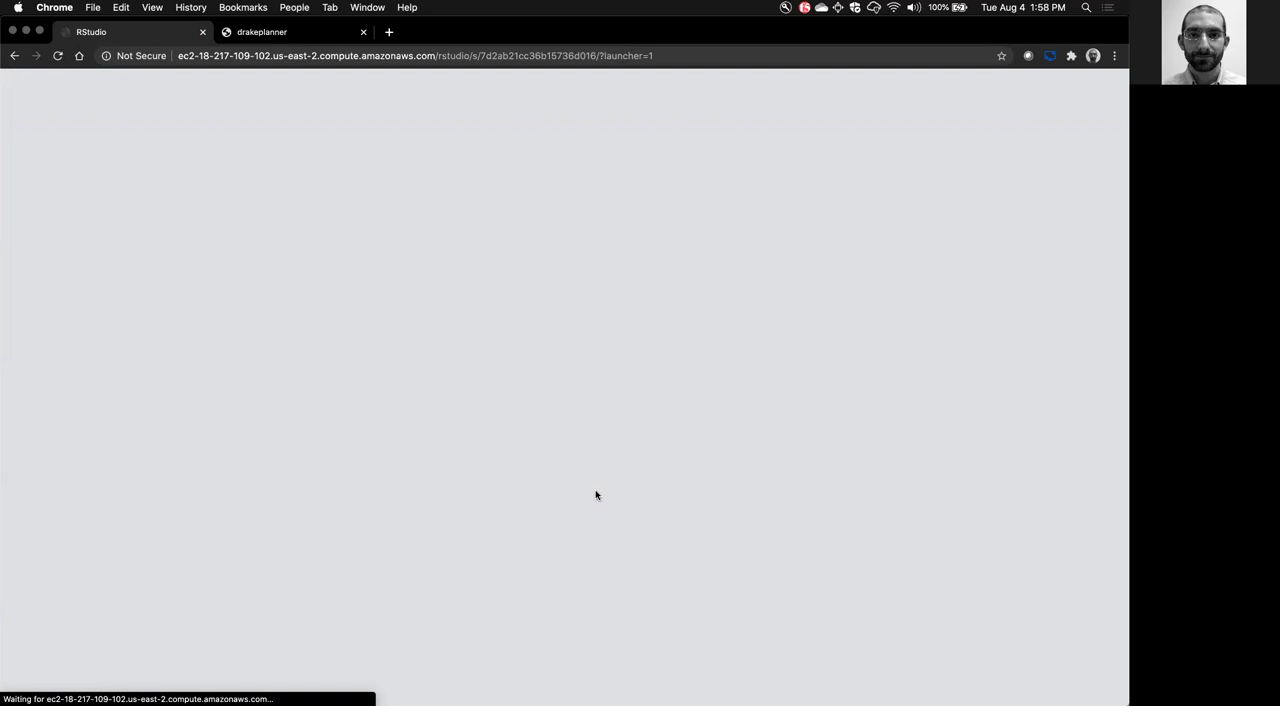 Chrome File Edit View History Bookmarks People Tab Window Help 100% Tue Aug 4 1:58 PM
RStudio drakeplanner
Not Secure ec2-18-217-109-102.us-east-2.compute.amazonaws.com/rstudio/s/7d2ab21cc36b15736d016/?launcher=1
Waiting for ec2-18-217-109-102.us-east-2.compute.amazonaws.com...